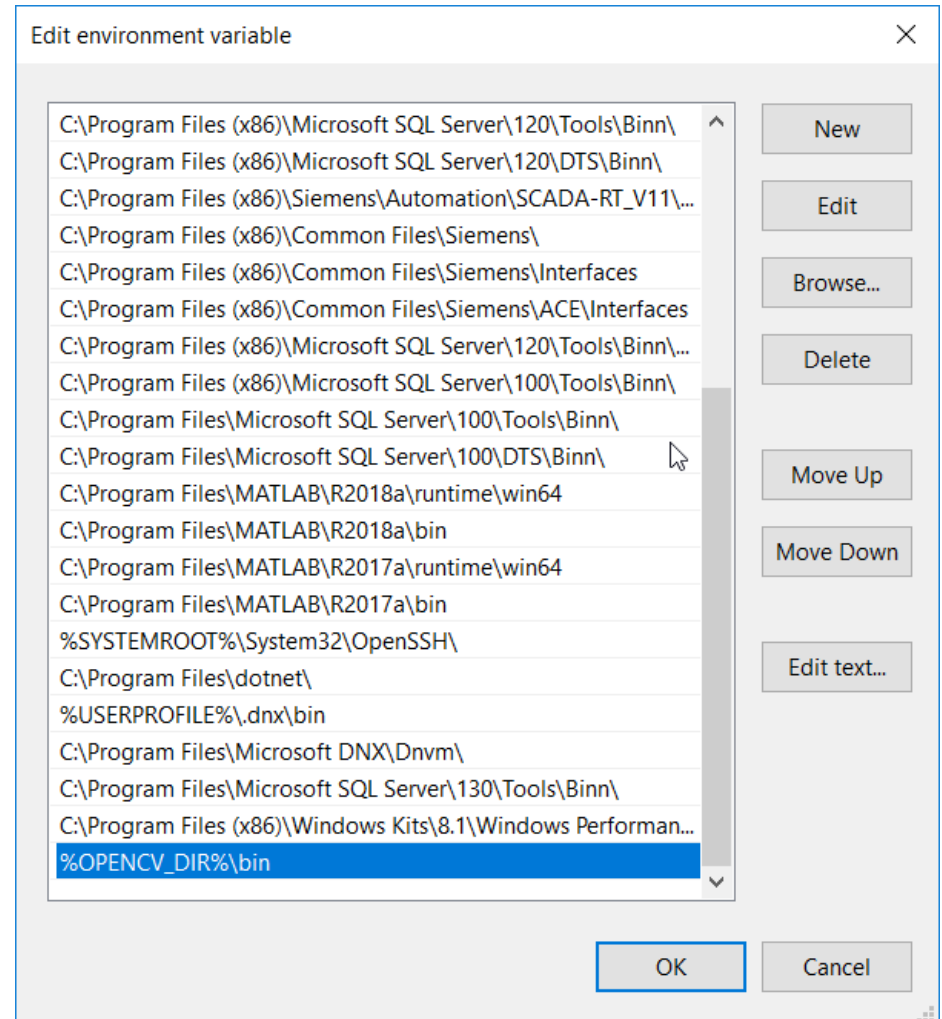 Edit environment variable
C:\Program Files (x86)\Microsoft SQL Server\120\Tools\Binn\
C:\Program Files (x86)\Microsoft SQL Server\120\DTS\Binn\
C:\Program Files (x86)\Siemens\Automation\SCADA-RT_V11\...
C:\Program Files (x86)\Common Files\Siemens\
C:\Program Files (x86)\Common Files\Siemens\Interfaces
C:\Program Files (x86)\Common Files\Siemens\ACE\Interfaces
C:\Program Files (x86)\Microsoft SQL Server\120\Tools\Binn\...
C:\Program Files (x86)\Microsoft SQL Server\100\Tools\Binn\
C:\Program Files\Microsoft SQL Server\100\Tools\Binn\
C:\Program Files\Microsoft SQL Server\100\DTS\Binn\
C:\Program Files\MATLAB\R2018a\runtime\win64
C:\Program Files\MATLAB\R2018a\bin
C:\Program Files\MATLAB\R2017a\runtime\win64
C:\Program Files\MATLAB\R2017a\bin
%SYSTEMROOT%\System32\OpenSSH\
C:\Program Files\dotnet\
%USERPROFILE%\.dnx\bin
C:\Program Files\Microsoft DNX\Dnvm\
C:\Program Files\Microsoft SQL Server\130\Tools\Binn\
C:\Program Files (x86)\Windows Kits\8.1\Windows Performan...
%OPENCV_DIR%\bin
New
Edit
Browse...
Delete
Move Up
Move Down
Edit text...
OK
Cancel